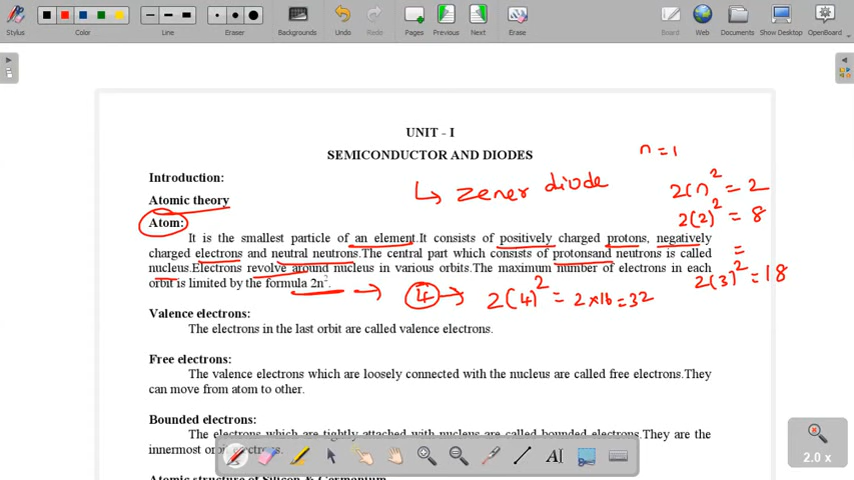 Stylus
Color
Line
Eraser
Backgrounds
Undo
Redo
Pages
Previous
Next
Erase
Board
Web
Documents
Show Desktop
OpenBoard
UNIT - I
SEMICONDUCTOR AND DIODES
n = 1
Introduction:
↳ zener diode
2(1)² = 2
Atomic theory
2(2)² = 8
Atom:
It is the smallest particle of an element.It consists of positively charged protons, negatively
charged electrons and neutral neutrons.The central part which consists of protonsand neutrons is called
=
nucleus.Electrons revolve around nucleus in various orbits.The maximum number of electrons in each
2(3)² = 18
orbit is limited by the formula 2n².
→ 4 → 2(4)² = 2×16 = 32
Valence electrons:
The electrons in the last orbit are called valence electrons.
Free electrons:
The valence electrons which are loosely connected with the nucleus are called free electrons.They
can move from atom to other.
Bounded electrons:
The electrons which are tightly attached with nucleus are called bounded electrons.They are the
innermost
Atomic structure of Silicon & Germanium
2.0 x